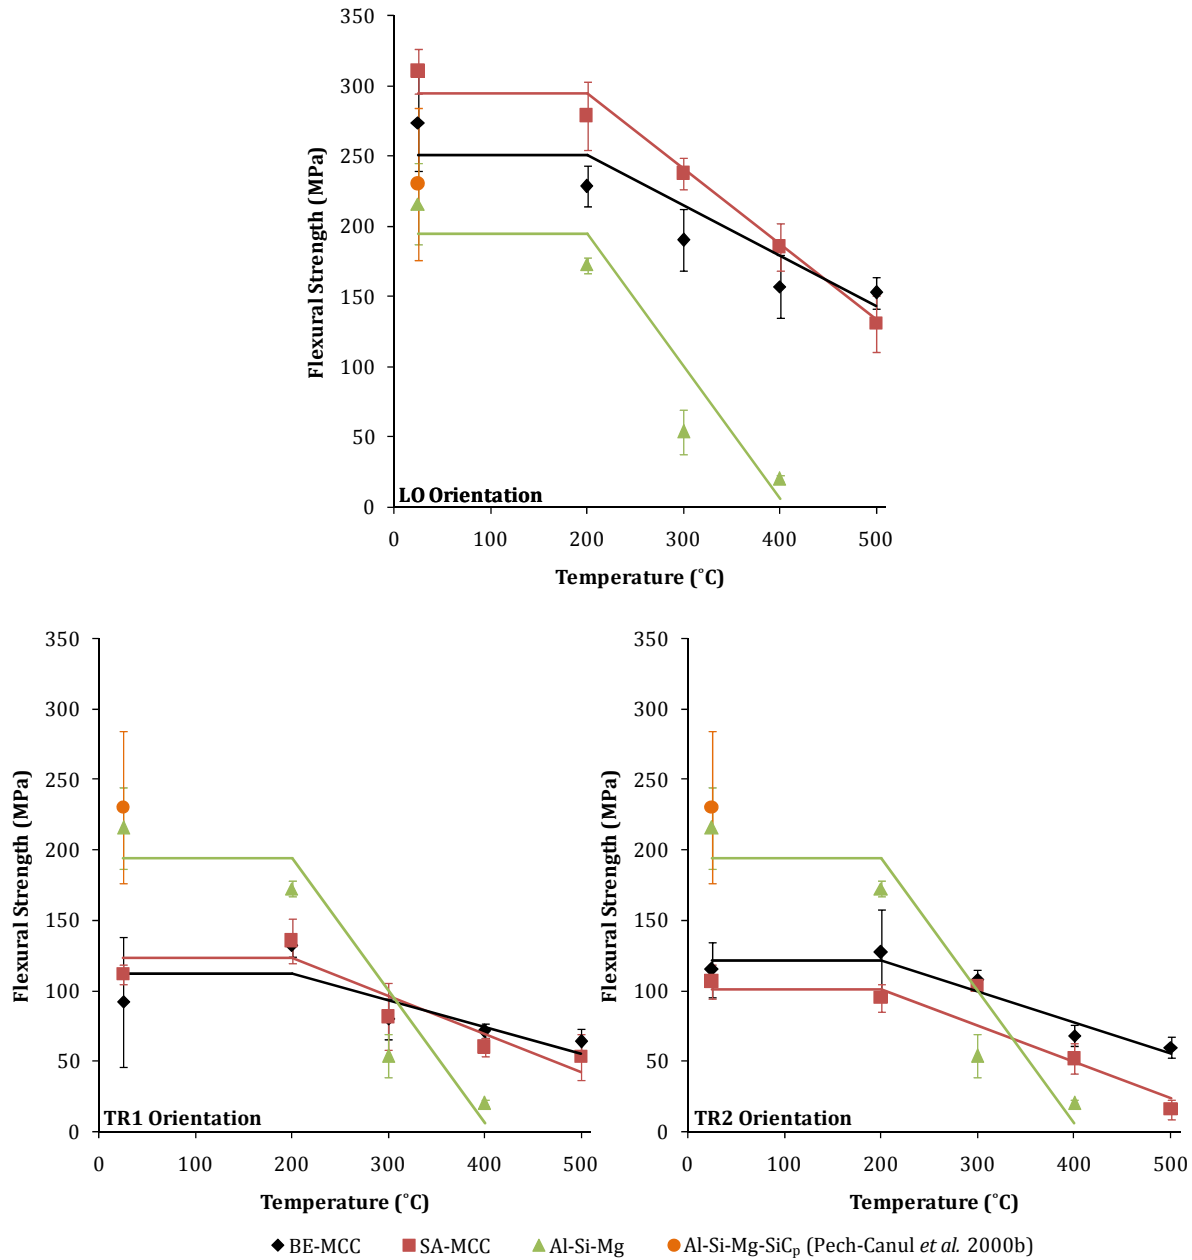 350
300
250
200
150
100
50
0
Flexural Strength (MPa)
LO Orientation
0 100 200 300 400 500
Temperature (˚C)
350
300
250
200
150
100
50
0
Flexural Strength (MPa)
TR1 Orientation
0 100 200 300 400 500
Temperature (˚C)
350
300
250
200
150
100
50
0
Flexural Strength (MPa)
TR2 Orientation
0 100 200 300 400 500
Temperature (˚C)
BE-MCC SA-MCC Al-Si-Mg Al-Si-Mg-SiCp (Pech-Canul et al. 2000b)